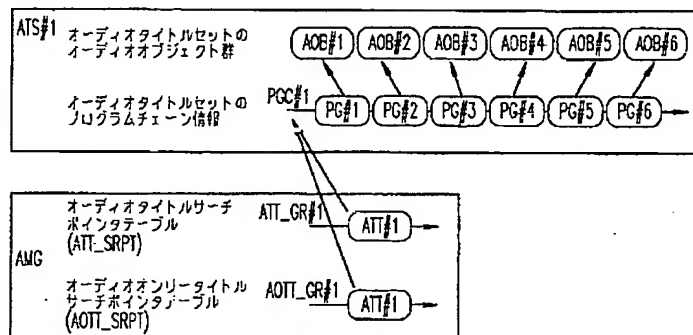 ATS#1
オーディオタイトルセットの
オーディオオブジェクト群
AOB#1 AOB#2 AOB#3 AOB#4 AOB#5 AOB#6
オーディオタイトルセットの
プログラムチェーン情報
PGC#1
PG#1 PG#2 PG#3 PG#4 PG#5 PG#6
AMG
オーディオタイトルサーチ
ポインタテーブル
(ATT_SRPT)
ATT_GR#1
ATT#1
オーディオオンリータイトル
サーチポインタテーブル
(AOTT_SRPT)
AOTT_GR#1
ATT#1